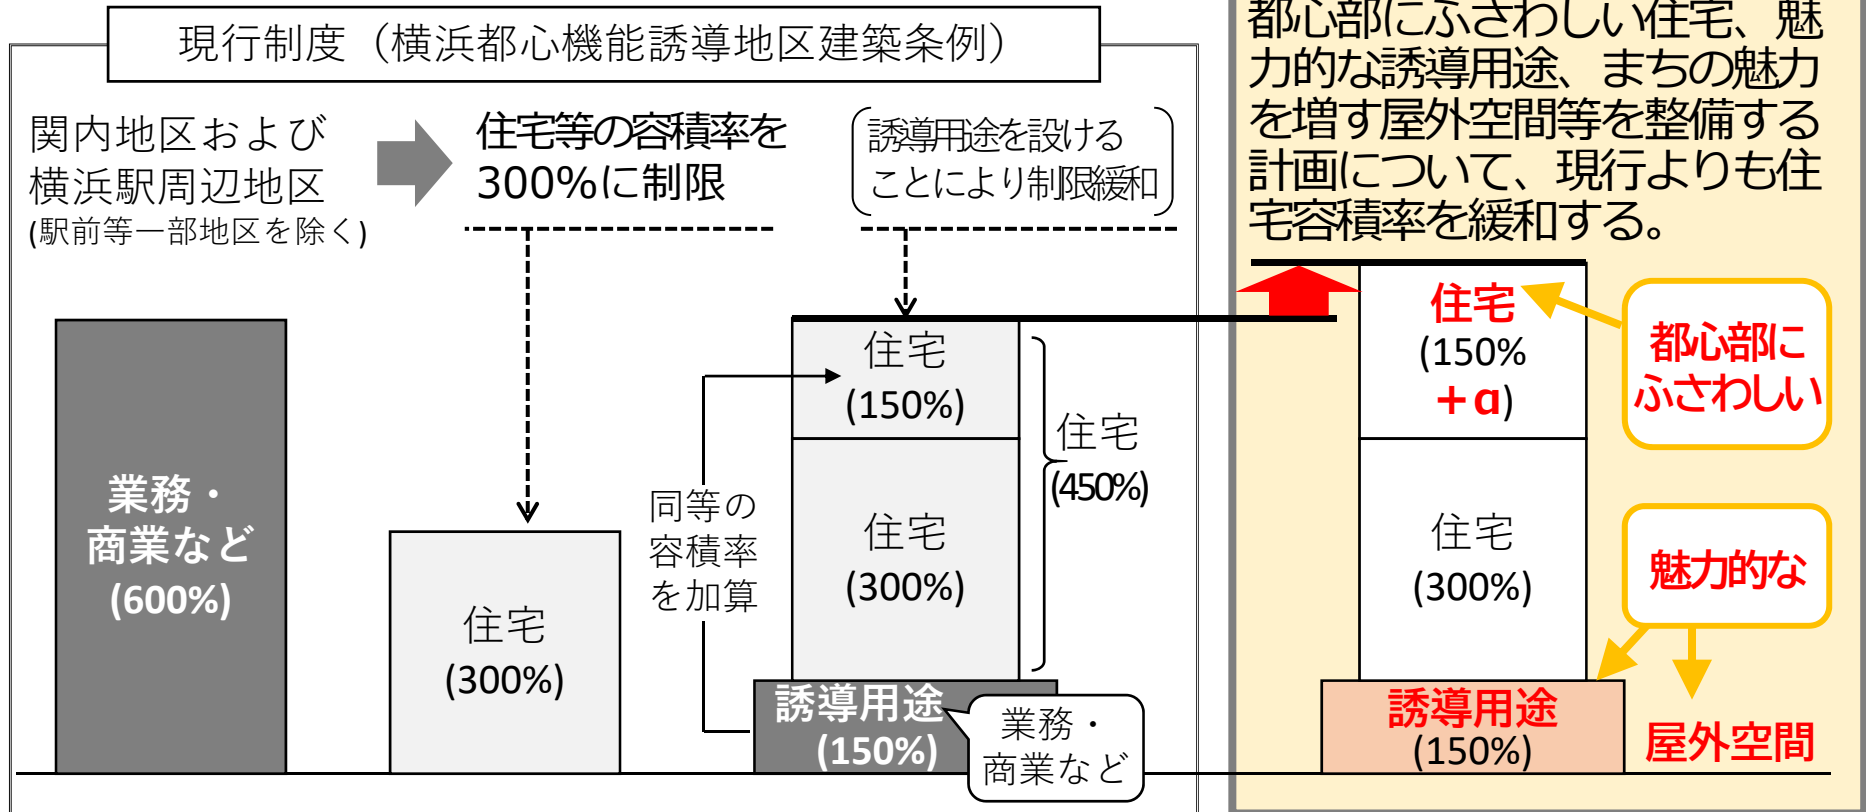 現行制度（横浜都心機能誘導地区建築条例）
関内地区および
横浜駅周辺地区
(駅前等一部地区を除く)
住宅等の容積率を
300%に制限
誘導用途を設ける
ことにより制限緩和
業務・
商業など
(600%)
住宅
(300%)
同等の
容積率
を加算
住宅
(150%)
住宅
(300%)
住宅
(450%)
誘導用途
(150%)
業務・
商業など
都心部にふさわしい住宅、魅
力的な誘導用途、まちの魅力
を増す屋外空間等を整備する
計画について、現行よりも住
宅容積率を緩和する。
住宅
(150%
＋α)
都心部に
ふさわしい
住宅
(300%)
魅力的な
誘導用途
(150%)
屋外空間